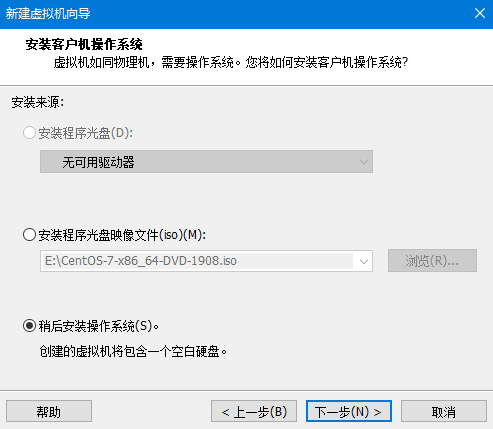 新建虚拟机向导
安装客户机操作系统
虚拟机如同物理机，需要操作系统。您将如何安装客户机操作系统?
安装来源:
安装程序光盘(D):
无可用驱动器
安装程序光盘映像文件(iso)(M):
E:\CentOS-7-x86_64-DVD-1908.iso
浏览(R)...
稍后安装操作系统(S)。
创建的虚拟机将包含一个空白硬盘。
帮助
< 上一步(B)
下一步(N) >
取消